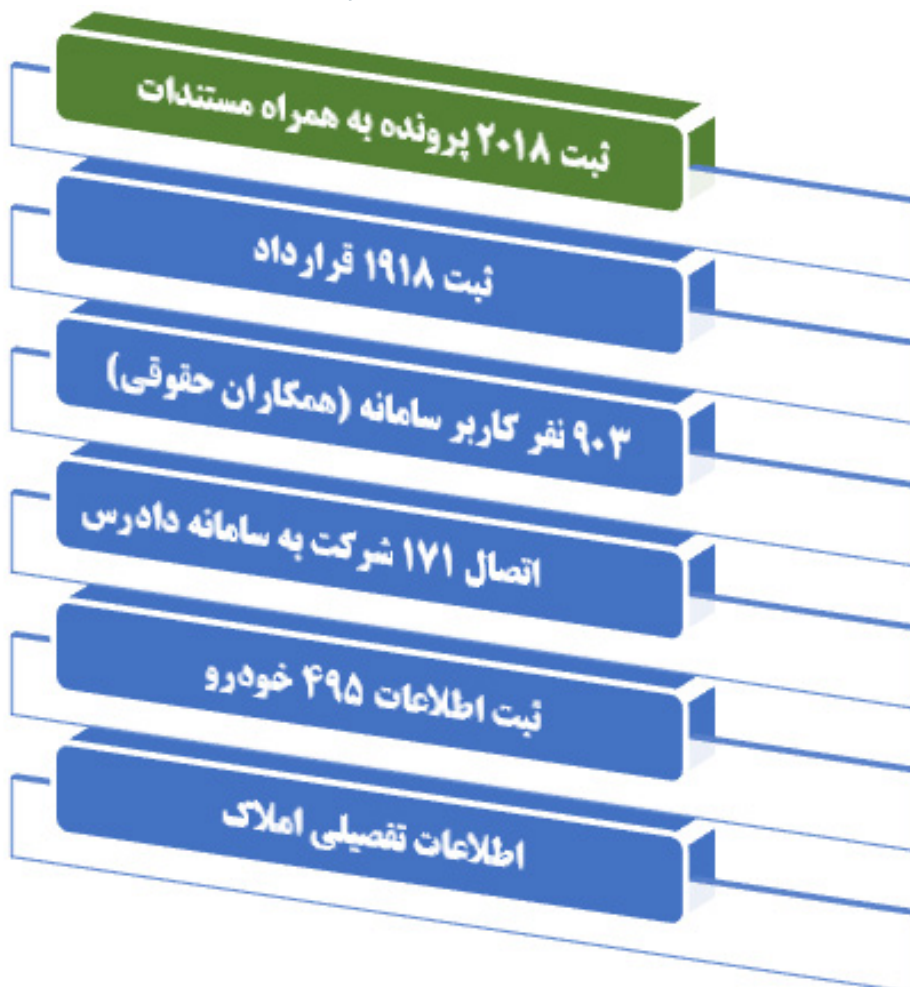 ثبت ۲۰۱۸ پرونده به همراه مستندات
ثبت ۱۹۱۸ قرارداد
۹۰۳ نفر کاربر سامانه (همکاران حقوقی)
اتصال ۱۷۱ شرکت به سامانه دادرس
ثبت اطلاعات ۴۹۵ خودرو
اطلاعات تفصیلی املاک